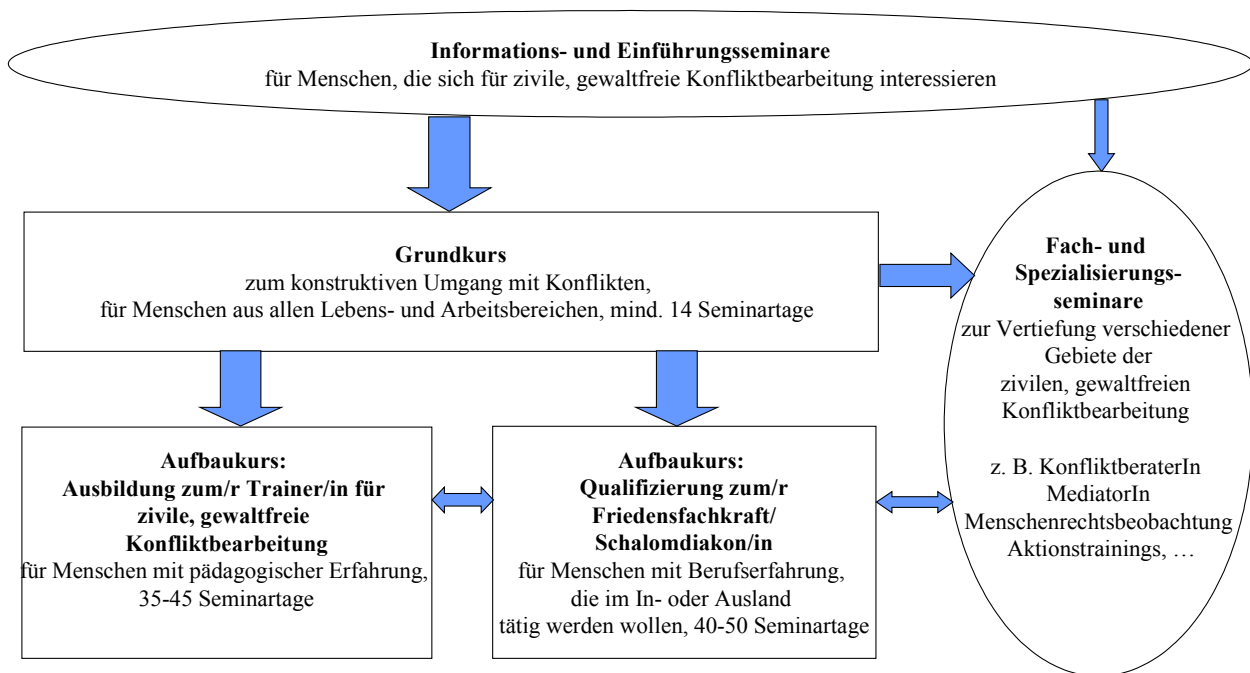 Informations- und Einführungsseminare
für Menschen, die sich für zivile, gewaltfreie Konfliktbearbeitung interessieren
Grundkurs
zum konstruktiven Umgang mit Konflikten,
für Menschen aus allen Lebens- und Arbeitsbereichen, mind. 14 Seminartage
Fach- und
Spezialisierungs-
seminare
zur Vertiefung verschiedener
Gebiete der
zivilen, gewaltfreien
Konfliktbearbeitung
z. B. KonfliktberaterIn
MediatorIn
Menschenrechtsbeobachtung
Aktionstrainings, …
Aufbaukurs:
Ausbildung zum/r Trainer/in für
zivile, gewaltfreie
Konfliktbearbeitung
für Menschen mit pädagogischer Erfahrung,
35-45 Seminartage
Aufbaukurs:
Qualifizierung zum/r
Friedensfachkraft/
Schalomdiakon/in
für Menschen mit Berufserfahrung,
die im In- oder Ausland
tätig werden wollen, 40-50 Seminartage